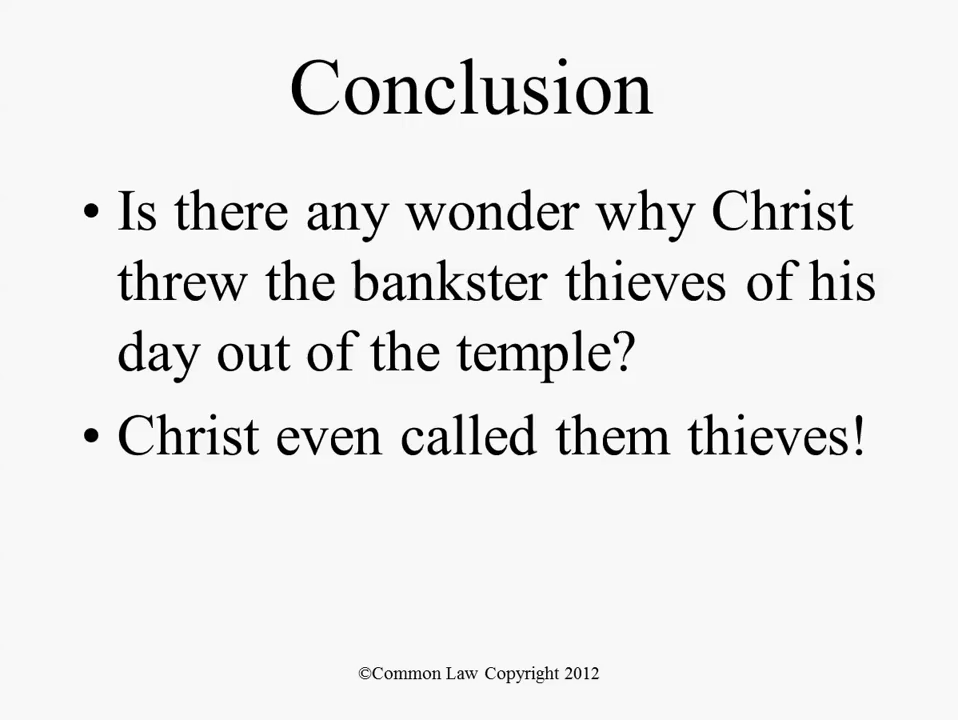 Conclusion
• Is there any wonder why Christ
threw the bankster thieves of his
day out of the temple?
• Christ even called them thieves!
©Common Law Copyright 2012